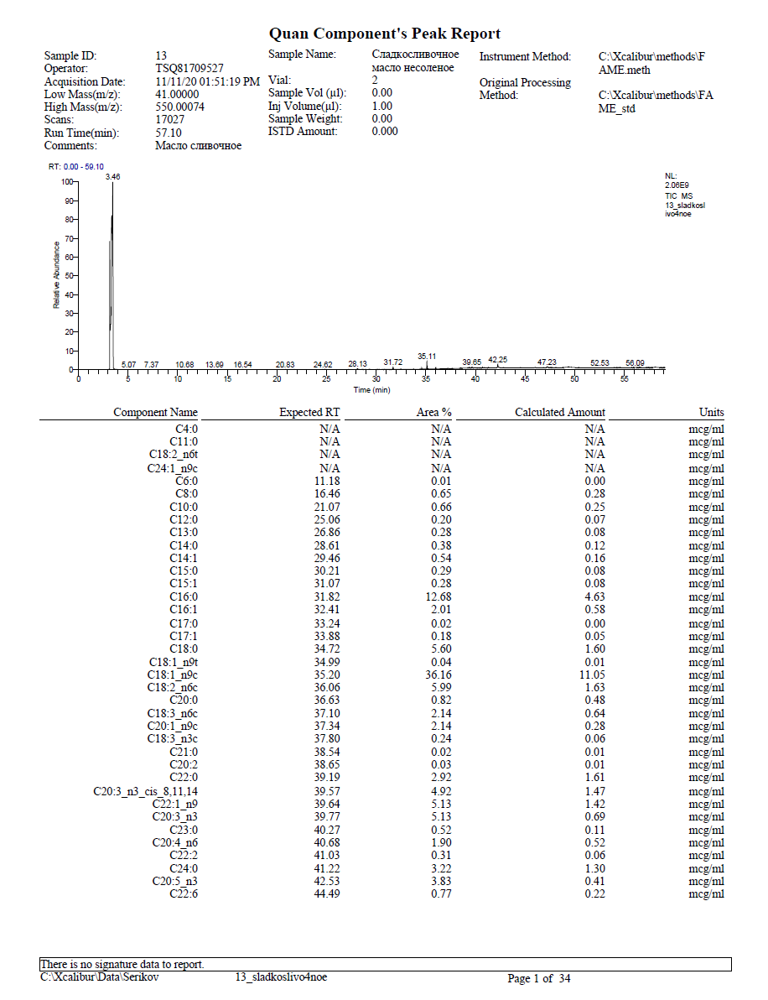 Quan Component's Peak Report
Sample ID: 13
Operator: TSQ81709527
Acquisition Date: 11/11/20 01:51:19 PM
Low Mass(m/z): 41.00000
High Mass(m/z): 550.00074
Scans: 17027
Run Time(min): 57.10
Comments: Масло сливочное
Sample Name: Сладкосливочное
масло несоленое
Vial: 2
Sample Vol (µl): 0.00
Inj Volume(µl): 1.00
Sample Weight: 0.00
ISTD Amount: 0.000
Instrument Method: C:\Xcalibur\methods\F
AME.meth
Original Processing
Method: C:\Xcalibur\methods\FA
ME_std
RT: 0.00 - 59.10
NL:
2.06E9
TIC MS
13_sladkosl
ivo4noe
Relative Abundance
100
90
80
70
60
50
40
30
20
10
0
3.46
5.07 7.37 10.68 13.69 16.54 20.83 24.62 28.13 31.72 35.11 39.65 42.25 47.23 52.53 56.09
0 5 10 15 20 25 30 35 40 45 50 55
Time (min)
Component Name Expected RT Area % Calculated Amount Units
C4:0 N/A N/A N/A mcg/ml
C11:0 N/A N/A N/A mcg/ml
C18:2_n6t N/A N/A N/A mcg/ml
C24:1_n9c N/A N/A N/A mcg/ml
C6:0 11.18 0.01 0.00 mcg/ml
C8:0 16.46 0.65 0.28 mcg/ml
C10:0 21.07 0.66 0.25 mcg/ml
C12:0 25.06 0.20 0.07 mcg/ml
C13:0 26.86 0.28 0.08 mcg/ml
C14:0 28.61 0.38 0.12 mcg/ml
C14:1 29.46 0.54 0.16 mcg/ml
C15:0 30.21 0.29 0.08 mcg/ml
C15:1 31.07 0.28 0.08 mcg/ml
C16:0 31.82 12.68 4.63 mcg/ml
C16:1 32.41 2.01 0.58 mcg/ml
C17:0 33.24 0.02 0.00 mcg/ml
C17:1 33.88 0.18 0.05 mcg/ml
C18:0 34.72 5.60 1.60 mcg/ml
C18:1_n9t 34.99 0.04 0.01 mcg/ml
C18:1_n9c 35.20 36.16 11.05 mcg/ml
C18:2_n6c 36.06 5.99 1.63 mcg/ml
C20:0 36.63 0.82 0.48 mcg/ml
C18:3_n6c 37.10 2.14 0.64 mcg/ml
C20:1_n9c 37.34 2.14 0.28 mcg/ml
C18:3_n3c 37.80 0.24 0.06 mcg/ml
C21:0 38.54 0.02 0.01 mcg/ml
C20:2 38.65 0.03 0.01 mcg/ml
C22:0 39.19 2.92 1.61 mcg/ml
C20:3_n3_cis_8,11,14 39.57 4.92 1.47 mcg/ml
C22:1_n9 39.64 5.13 1.42 mcg/ml
C20:3_n3 39.77 5.13 0.69 mcg/ml
C23:0 40.27 0.52 0.11 mcg/ml
C20:4_n6 40.68 1.90 0.52 mcg/ml
C22:2 41.03 0.31 0.06 mcg/ml
C24:0 41.22 3.22 1.30 mcg/ml
C20:5_n3 42.53 3.83 0.41 mcg/ml
C22:6 44.49 0.77 0.22 mcg/ml
There is no signature data to report.
C:\Xcalibur\Data\Serikov 13_sladkoslivo4noe Page 1 of 34